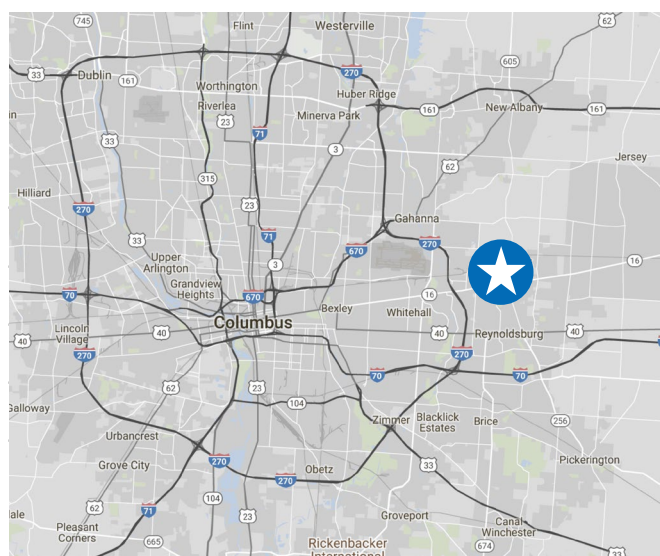 745
Flint
Westerville
62
33
Dublin
161
270
605
Worthington
Riverlea
Huber Ridge
161
New Albany
161
23
71
Minerva Park
33
3
62
Jersey
315
Hilliard
270
23
Gahanna
33
71
670
270
Upper
Arlington
3
16
Grandview
Heights
70
670
16
Bexley
Whitehall
Columbus
Lincoln
Village
40
40
40
Reynoldsburg
40
270
270
70
70
62
23
104
Galloway
Zimmer
Blacklick
Estates
Brice
256
Urbancrest
Grove City
270
Obetz
270
33
Pickerington
62
104
71
23
Groveport
Canal
Winchester
33
Pleasant
Corners
665
674
Rickenbacker
International